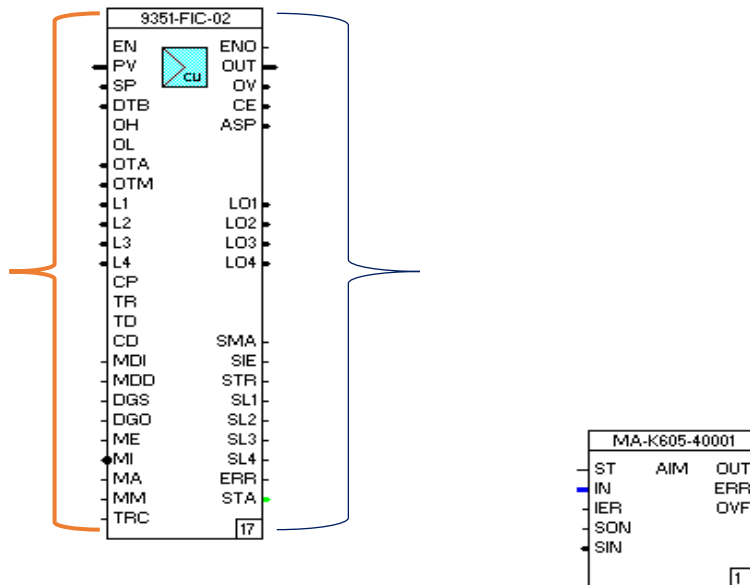 9351-FIC-02
EN ENO
PV CU OUT
SP OV
DTB CE
OH ASP
OL
OTA
OTM
L1 LO1
L2 LO2
L3 LO3
L4 LO4
CP
TR
TD
CD SMA
MDI SIE
MDD STR
DGS SL1
DGO SL2
ME SL3
MI SL4
MA ERR
MM STA
TRC 17
MA-K605-40001
ST AIM OUT
IN ERR
IER OVF
SON
SIN
1